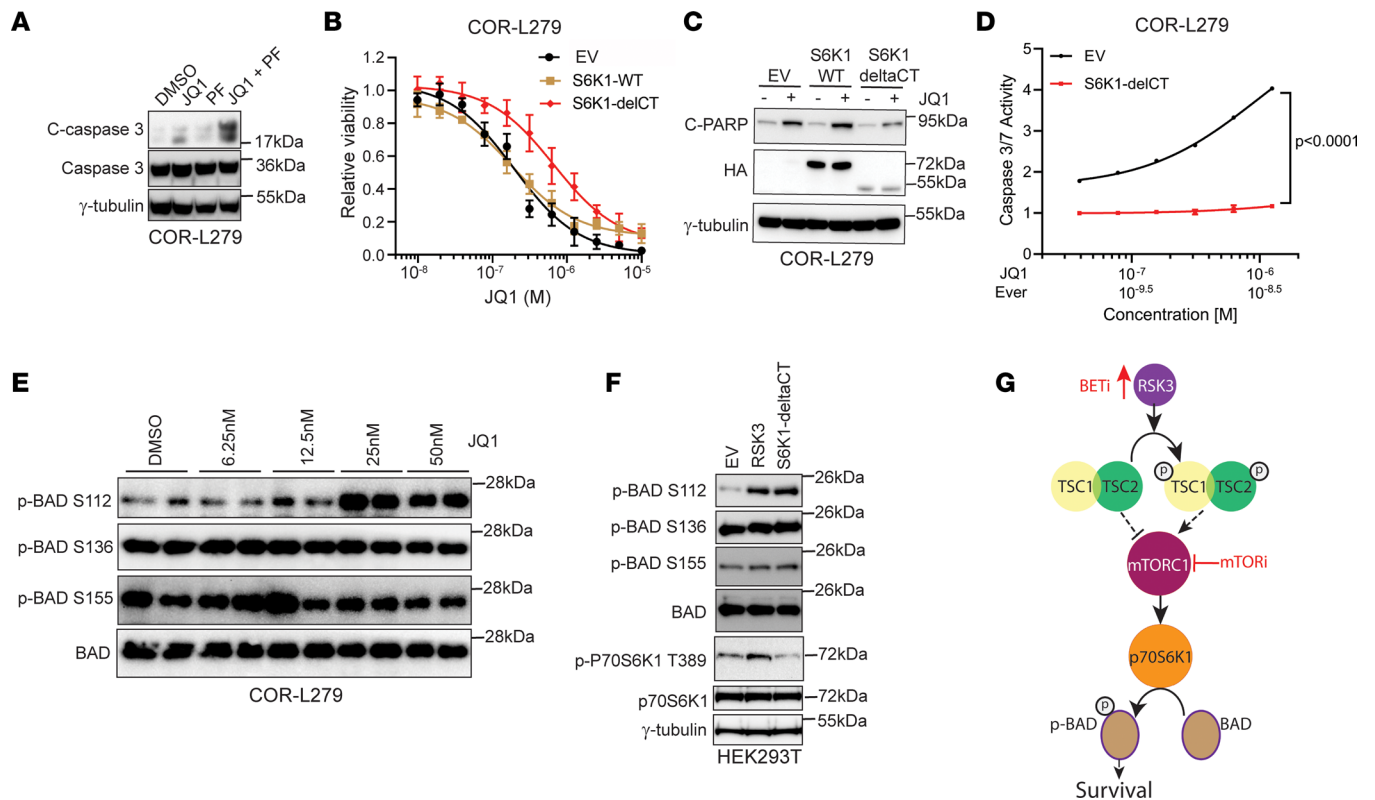 A
DMSO
JQ1
PF
JQ1 + PF
C-caspase 3
17kDa
Caspase 3
36kDa
γ-tubulin
55kDa
COR-L279
B
COR-L279
EV
S6K1-WT
S6K1-delCT
Relative viability
1.2
1.0
0.8
0.6
0.4
0.2
0.0
10-8
10-7
10-6
10-5
JQ1 (M)
C
EV
S6K1 WT
S6K1 deltaCT
- + - + - + JQ1
C-PARP
95kDa
HA
72kDa
55kDa
γ-tubulin
55kDa
COR-L279
D
COR-L279
EV
S6K1-delCT
Caspase 3/7 Activity
5
4
3
2
1
0
p<0.0001
JQ1 10-7 10-6
Ever 10-9.5 10-8.5
Concentration [M]
E
DMSO
6.25nM
12.5nM
25nM
50nM
JQ1
p-BAD S112
28kDa
p-BAD S136
28kDa
p-BAD S155
28kDa
BAD
28kDa
COR-L279
F
EV
RSK3
S6K1-deltaCT
p-BAD S112
26kDa
p-BAD S136
26kDa
p-BAD S155
26kDa
BAD
26kDa
p-P70S6K1 T389
72kDa
p70S6K1
72kDa
γ-tubulin
55kDa
HEK293T
G
BETi
RSK3
TSC1 TSC2
p
TSC1 TSC2
p
mTORC1
mTORi
p70S6K1
p
p-BAD
BAD
Survival